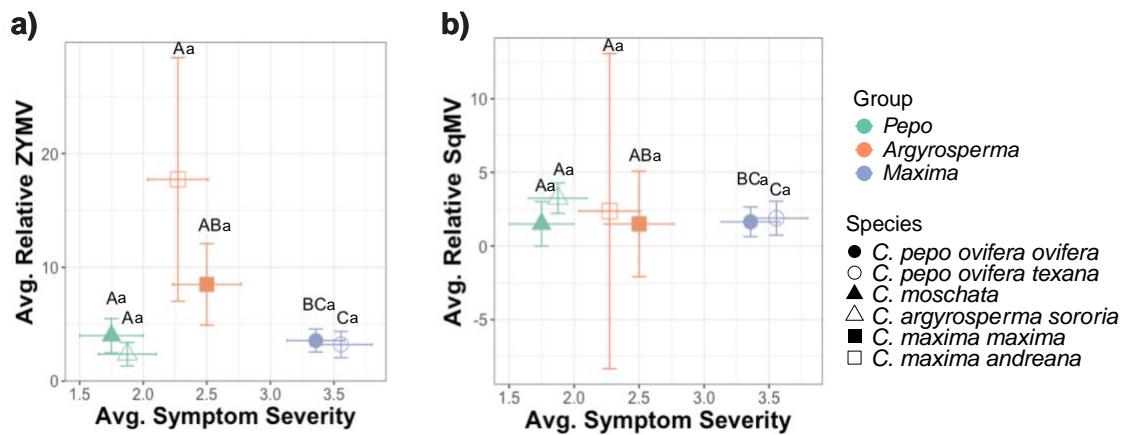 a)
Avg. Relative ZYMV
20
10
0
Aa
ABa
Aa
Aa
BCa
Ca
1.5 2.0 2.5 3.0 3.5
Avg. Symptom Severity
b)
Avg. Relative SqMV
10
5
0
-5
Aa
Aa
Aa
ABa
BCa
Ca
1.5 2.0 2.5 3.0 3.5
Avg. Symptom Severity
Group
Pepo
Argyrosperma
Maxima
Species
C. pepo ovifera ovifera
C. pepo ovifera texana
C. moschata
C. argyrosperma sororia
C. maxima maxima
C. maxima andreana